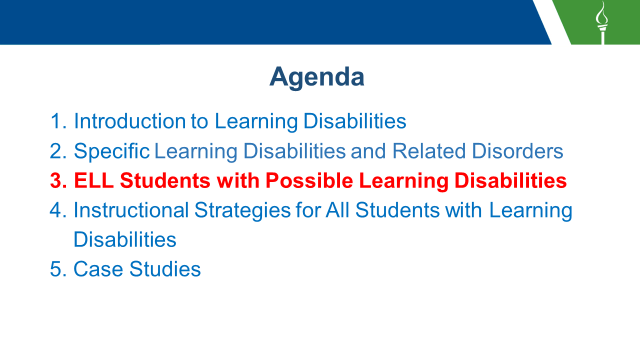 Agenda
1. Introduction to Learning Disabilities
2. Specific Learning Disabilities and Related Disorders
3. ELL Students with Possible Learning Disabilities
4. Instructional Strategies for All Students with Learning
Disabilities
5. Case Studies